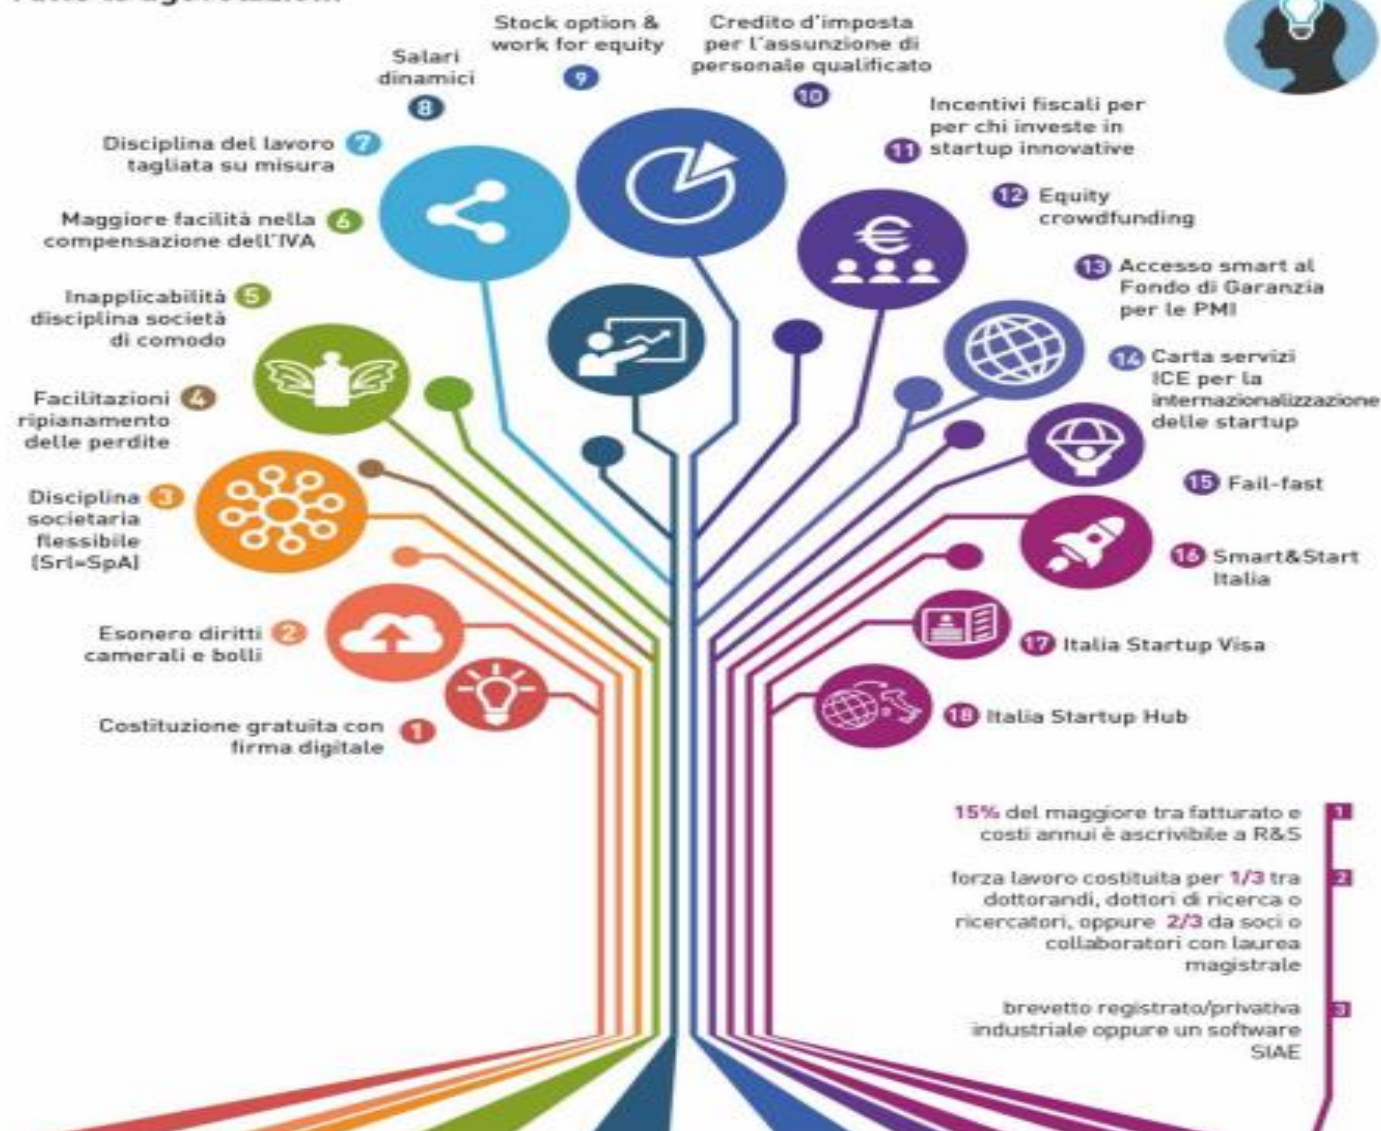 Stock option &
work for equity
9
Credito d'imposta
per l'assunzione di
personale qualificato
10
Salari
dinamici
8
Incentivi fiscali per
per chi investe in
11 startup innovative
Disciplina del lavoro 7
tagliata su misura
12 Equity
crowdfunding
Maggiore facilità nella 6
compensazione dell'IVA
13 Accesso smart al
Fondo di Garanzia
per le PMI
Inapplicabilità 5
disciplina società
di comodo
14 Carta servizi
ICE per la
internazionalizzazione
delle startup
Facilitazioni 4
ripianamento
delle perdite
15 Fail-fast
Disciplina 3
societaria
flessibile
(Srl=SpA)
16 Smart&Start
Italia
Esonero diritti 2
camerali e bolli
17 Italia Startup Visa
Costituzione gratuita con 1
firma digitale
18 Italia Startup Hub
15% del maggiore tra fatturato e 1
costi annui è ascrivibile a R&S
forza lavoro costituita per 1/3 tra 2
dottorandi, dottori di ricerca o
ricercatori, oppure 2/3 da soci o
collaboratori con laurea
magistrale
brevetto registrato/privativa 3
industriale oppure un software
SIAE